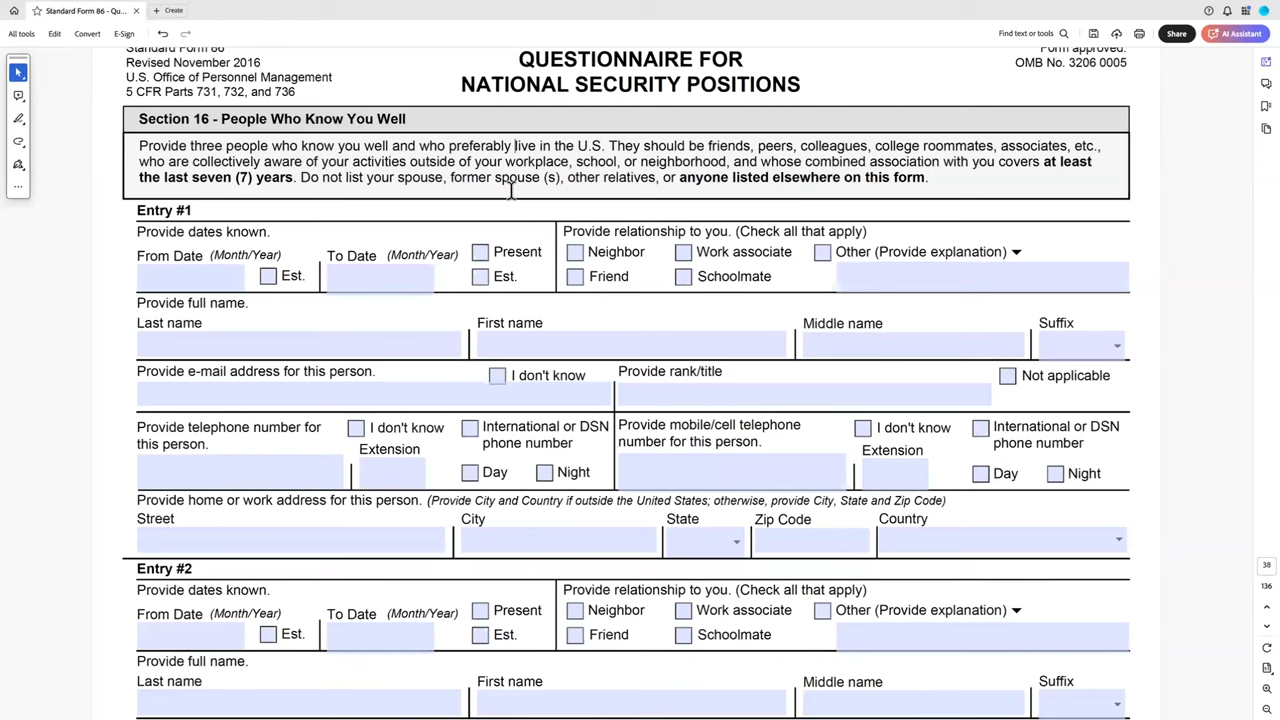 Standard Form 86 - Qu...
Create
All tools
Edit
Convert
E-Sign
Find text or tools
Share
AI Assistant
Standard Form 86
Revised November 2016
U.S. Office of Personnel Management
5 CFR Parts 731, 732, and 736
QUESTIONNAIRE FOR
NATIONAL SECURITY POSITIONS
Form approved:
OMB No. 3206 0005
Section 16 - People Who Know You Well
Provide three people who know you well and who preferably live in the U.S. They should be friends, peers, colleagues, college roommates, associates, etc.,
who are collectively aware of your activities outside of your workplace, school, or neighborhood, and whose combined association with you covers at least
the last seven (7) years. Do not list your spouse, former spouse (s), other relatives, or anyone listed elsewhere on this form.
Entry #1
Provide dates known.
From Date (Month/Year)
Est.
To Date (Month/Year)
Present
Est.
Provide relationship to you. (Check all that apply)
Neighbor
Work associate
Other (Provide explanation)
Friend
Schoolmate
Provide full name.
Last name
First name
Middle name
Suffix
Provide e-mail address for this person.
I don't know
Provide rank/title
Not applicable
Provide telephone number for
this person.
I don't know
Extension
International or DSN
phone number
Day
Night
Provide mobile/cell telephone
number for this person.
I don't know
Extension
International or DSN
phone number
Day
Night
Provide home or work address for this person. (Provide City and Country if outside the United States; otherwise, provide City, State and Zip Code)
Street
City
State
Zip Code
Country
Entry #2
Provide dates known.
From Date (Month/Year)
Est.
To Date (Month/Year)
Present
Est.
Provide relationship to you. (Check all that apply)
Neighbor
Work associate
Other (Provide explanation)
Friend
Schoolmate
Provide full name.
Last name
First name
Middle name
Suffix
38
136